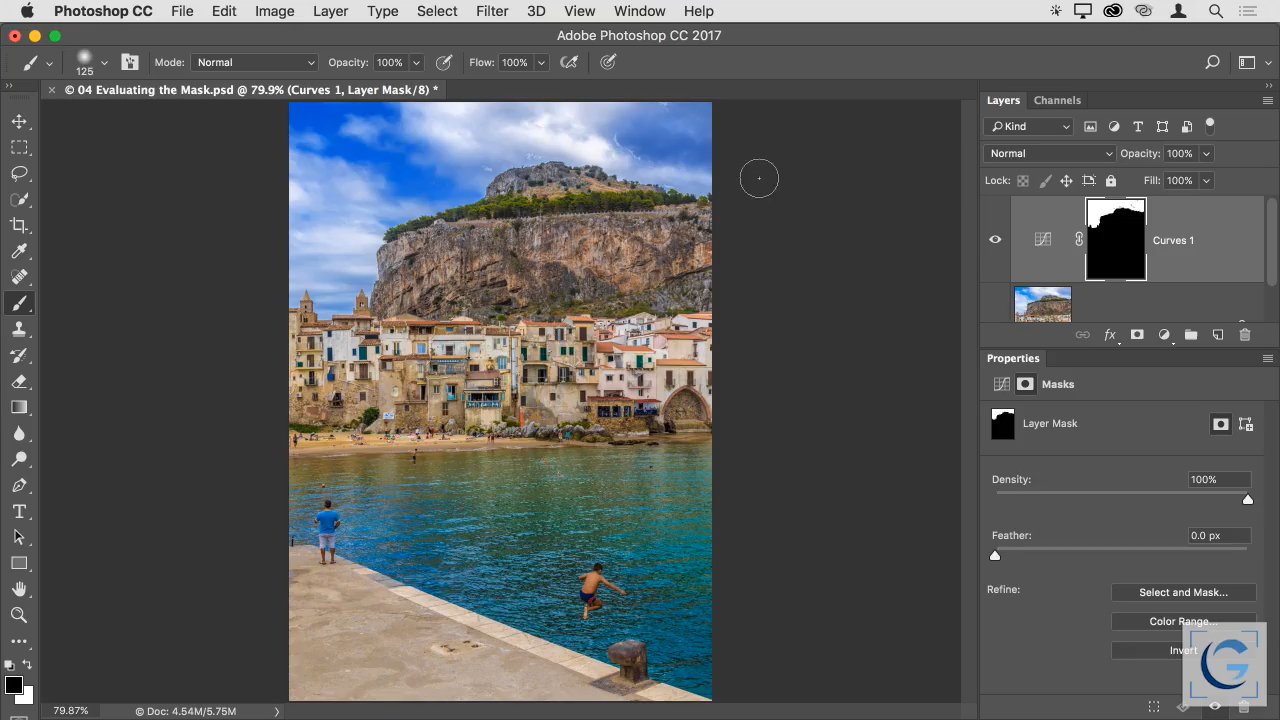 Photoshop CC File Edit Image Layer Type Select Filter 3D View Window Help
Adobe Photoshop CC 2017
125 Mode: Normal Opacity: 100% Flow: 100%
© 04 Evaluating the Mask.psd @ 79.9% (Curves 1, Layer Mask/8) *
Layers Channels
Kind
Normal Opacity: 100%
Lock: Fill: 100%
Curves 1
fx
Properties
Masks
Layer Mask
Density: 100%
Feather: 0.0 px
Refine: Select and Mask...
Color Range...
Invert
79.87% © Doc: 4.54M/5.75M